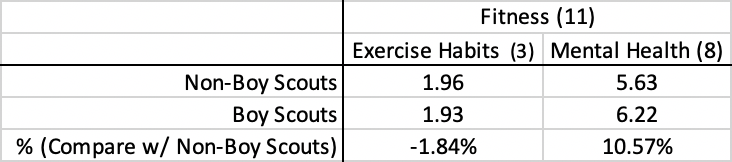 Fitness (11)
Exercise Habits (3) Mental Health (8)
Non-Boy Scouts 1.96 5.63
Boy Scouts 1.93 6.22
% (Compare w/ Non-Boy Scouts) -1.84% 10.57%